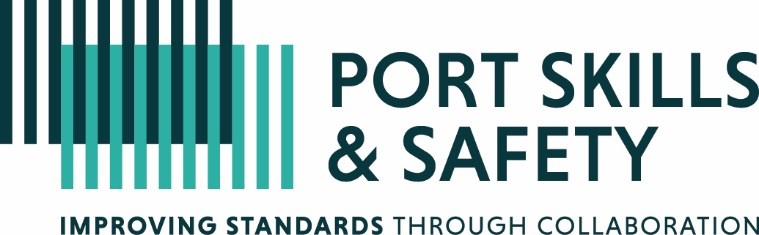 PORT SKILLS
& SAFETY
IMPROVING STANDARDS THROUGH COLLABORATION